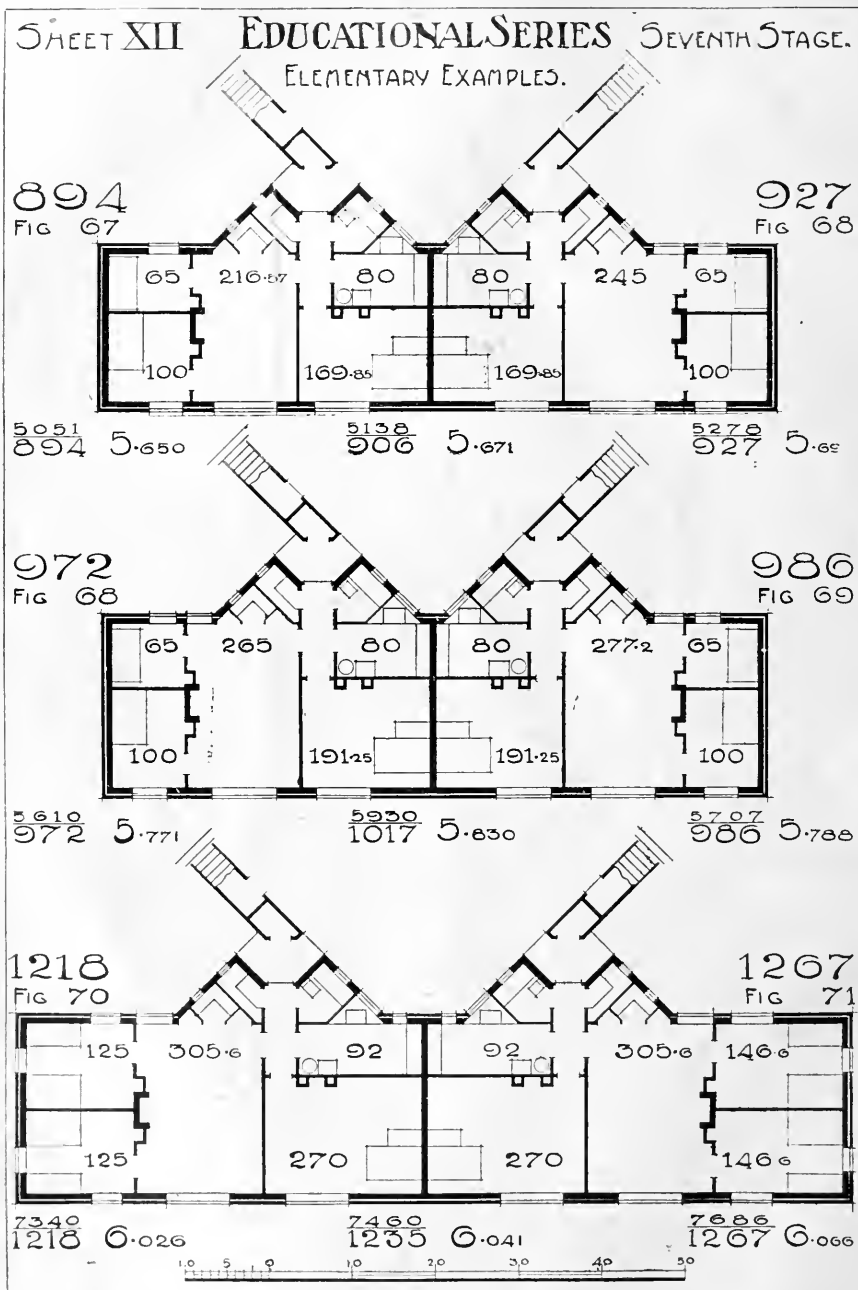 SHEET XII EDUCATIONAL SERIES SEVENTH STAGE.
ELEMENTARY EXAMPLES.
894 927
FIG 67 FIG 68
65 216.87 80 80 245 65
100 169.85 169.85 100
5051 5138 5278
894 5.650 906 5.671 927 5.69
972 986
FIG 68 FIG 69
65 265 80 80 277.2 65
100 191.25 191.25 100
5610 5930 5707
972 5.771 1017 5.830 986 5.788
1218 1267
FIG 70 FIG 71
125 305.6 92 92 305.6 146.6
125 270 270 146.6
7340 7460 7686
1218 6.026 1235 6.041 1267 6.066
10 5 0 10 20 30 40 50